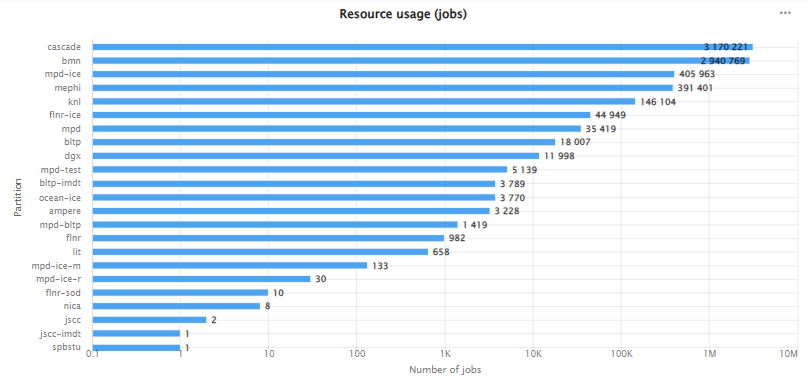 Resource usage (jobs)
...
Partition
cascade 3 170 221
bmn 2 940 769
mpd-ice 405 963
mephi 391 401
knl 146 104
flnr-ice 44 949
mpd 35 419
bltp 18 007
dgx 11 998
mpd-test 5 139
bltp-imdt 3 789
ocean-ice 3 770
ampere 3 228
mpd-bltp 1 419
flnr 982
lit 658
mpd-ice-m 133
mpd-ice-r 30
flnr-sod 10
nica 8
jscc 2
jscc-imdt 1
spbstu 1
0.1 1 10 100 1K 10K 100K 1M 10M
Number of jobs